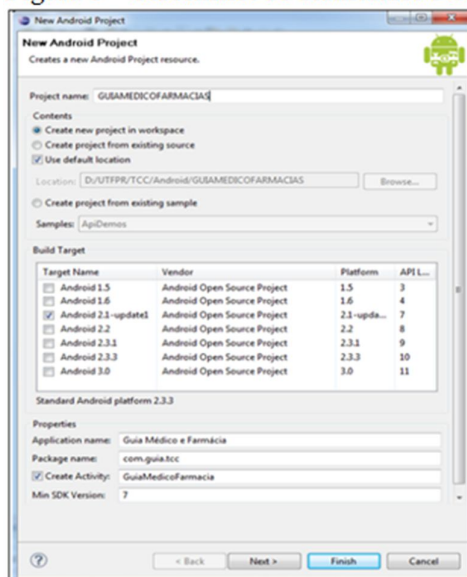 New Android Project
New Android Project
Creates a new Android Project resource.
Project name: GUIAMEDICOFARMACIAS
Contents
Create new project in workspace
Create project from existing source
Use default location
Location: D:/UTFPR/TCC/Android/GUIAMEDICOFARMACIAS Browse...
Create project from existing sample
Samples: ApiDemos
Build Target
Target Name Vendor Platform API L...
Android 1.5 Android Open Source Project 1.5 3
Android 1.6 Android Open Source Project 1.6 4
Android 2.1-update1 Android Open Source Project 2.1-upda... 7
Android 2.2 Android Open Source Project 2.2 8
Android 2.3.1 Android Open Source Project 2.3.1 9
Android 2.3.3 Android Open Source Project 2.3.3 10
Android 3.0 Android Open Source Project 3.0 11
Standard Android platform 2.3.3
Properties
Application name: Guia Médico e Farmácia
Package name: com.guia.tcc
Create Activity: GuiaMedicoFarmacia
Min SDK Version: 7
< Back Next > Finish Cancel